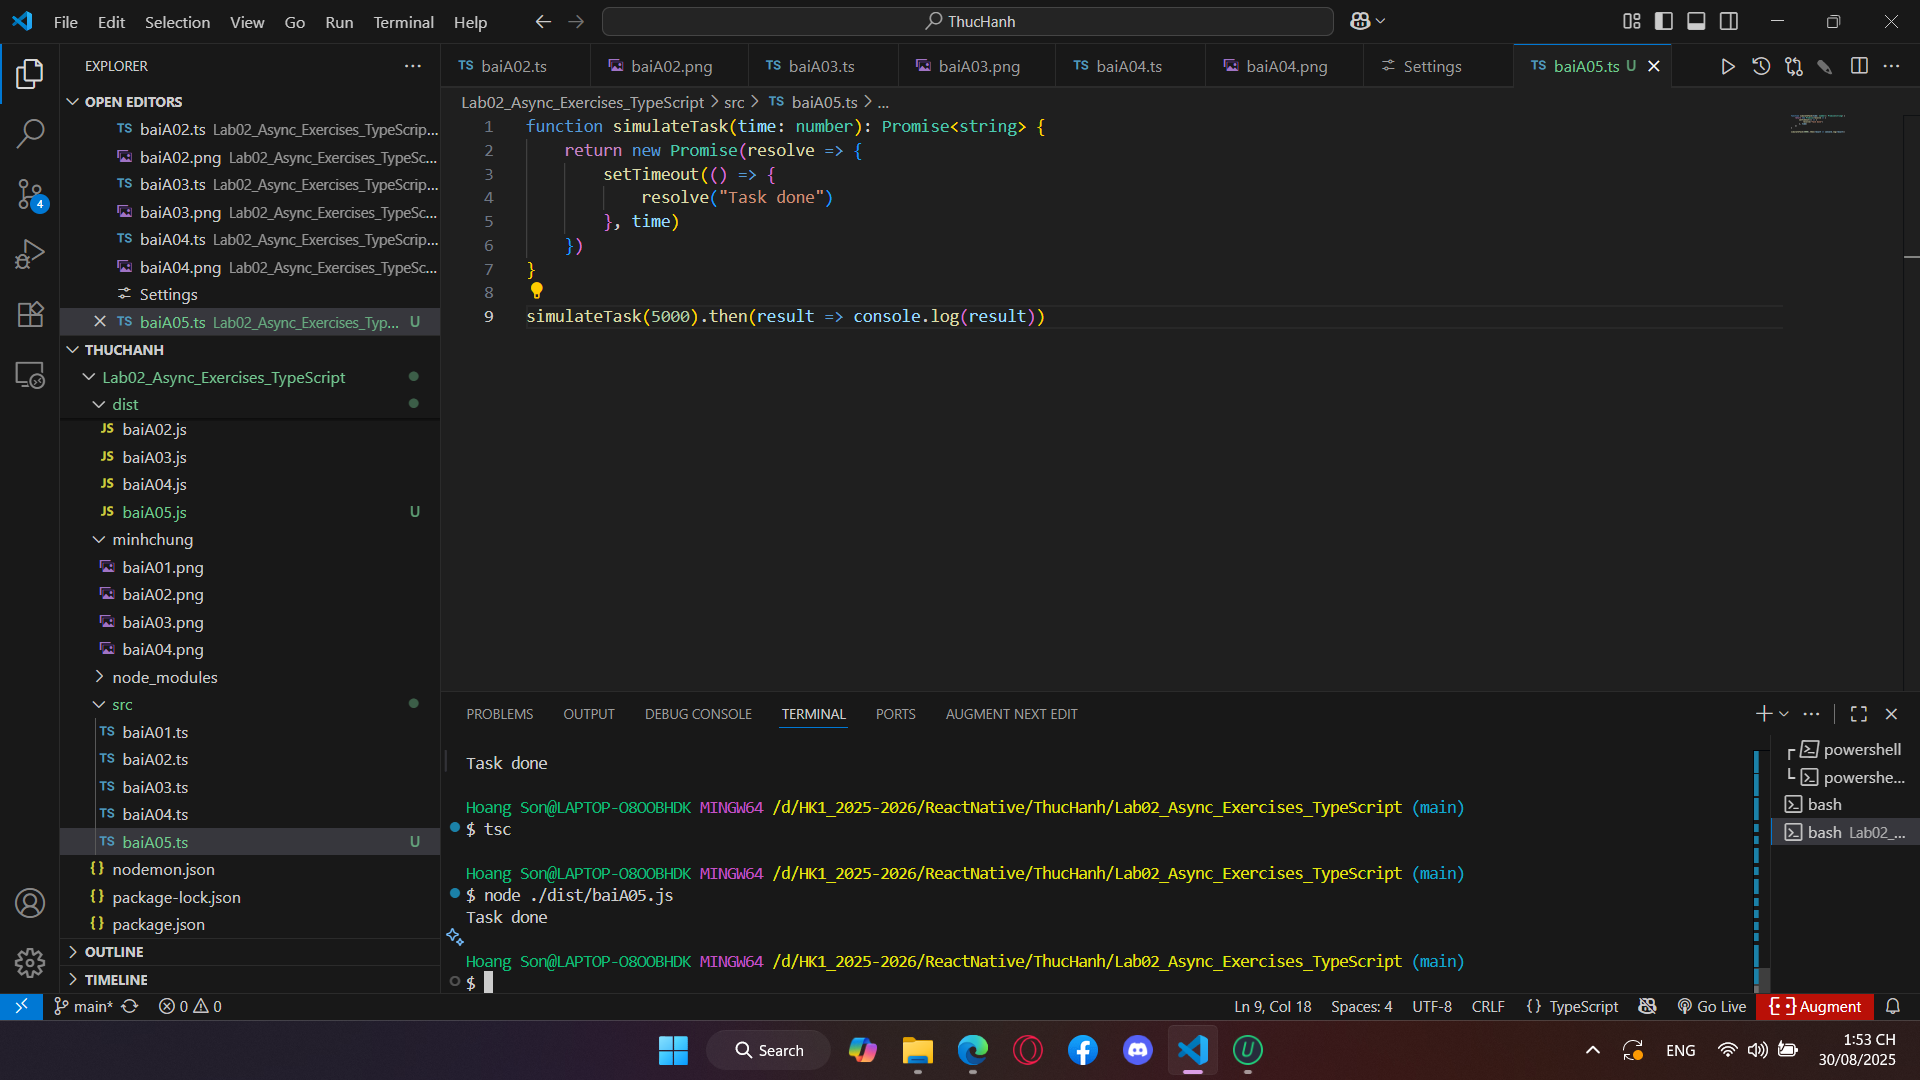 File Edit Selection View Go Run Terminal Help
ThucHanh
EXPLORER
OPEN EDITORS
TS baiA02.ts Lab02_Async_Exercises_TypeScrip...
baiA02.png Lab02_Async_Exercises_TypeSc...
TS baiA03.ts Lab02_Async_Exercises_TypeScrip...
baiA03.png Lab02_Async_Exercises_TypeSc...
TS baiA04.ts Lab02_Async_Exercises_TypeScrip...
baiA04.png Lab02_Async_Exercises_TypeSc...
Settings
TS baiA05.ts Lab02_Async_Exercises_Typ... U
THUCHANH
Lab02_Async_Exercises_TypeScript
dist
JS baiA02.js
JS baiA03.js
JS baiA04.js
JS baiA05.js U
minhchung
baiA01.png
baiA02.png
baiA03.png
baiA04.png
node_modules
src
TS baiA01.ts
TS baiA02.ts
TS baiA03.ts
TS baiA04.ts
TS baiA05.ts U
{} nodemon.json
{} package-lock.json
{} package.json
OUTLINE
TIMELINE
4
TS baiA02.ts baiA02.png TS baiA03.ts baiA03.png TS baiA04.ts baiA04.png Settings TS baiA05.ts U
Lab02_Async_Exercises_TypeScript > src > TS baiA05.ts > ...
1 function simulateTask(time: number): Promise<string> {
2 return new Promise(resolve => {
3 setTimeout(() => {
4 resolve("Task done")
5 }, time)
6 })
7 }
8
9 simulateTask(5000).then(result => console.log(result))
PROBLEMS OUTPUT DEBUG CONSOLE TERMINAL PORTS AUGMENT NEXT EDIT
Task done
Hoang Son@LAPTOP-O8OOBHDK MINGW64 /d/HK1_2025-2026/ReactNative/ThucHanh/Lab02_Async_Exercises_TypeScript (main)
$ tsc
Hoang Son@LAPTOP-O8OOBHDK MINGW64 /d/HK1_2025-2026/ReactNative/ThucHanh/Lab02_Async_Exercises_TypeScript (main)
$ node ./dist/baiA05.js
Task done
Hoang Son@LAPTOP-O8OOBHDK MINGW64 /d/HK1_2025-2026/ReactNative/ThucHanh/Lab02_Async_Exercises_TypeScript (main)
$
powershell
powershe...
bash
bash Lab02_...
main* 0 0 Ln 9, Col 18 Spaces: 4 UTF-8 CRLF {} TypeScript Go Live Augment
Search
ENG
1:53 CH
30/08/2025